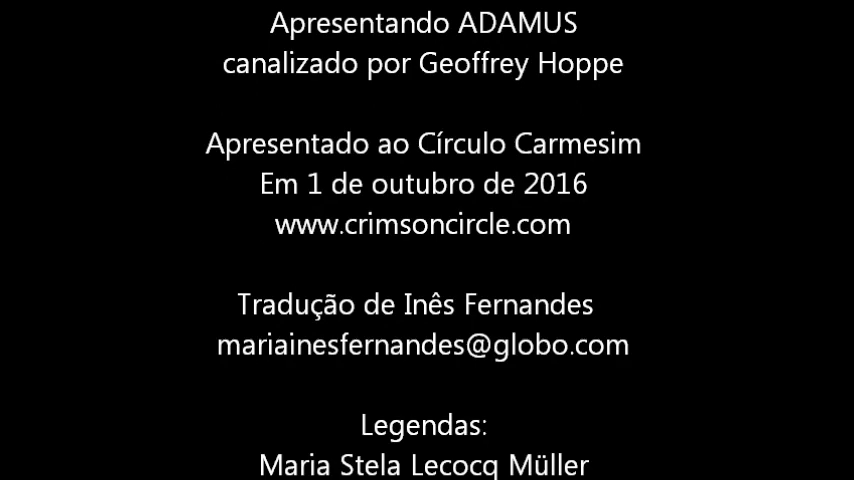 Apresentando ADAMUS
canalizado por Geoffrey Hoppe
Apresentado ao Círculo Carmesim
Em 1 de outubro de 2016
www.crimsoncircle.com
Tradução de Inês Fernandes
mariainesfernandes@globo.com
Legendas:
Maria Stela Lecocq Müller